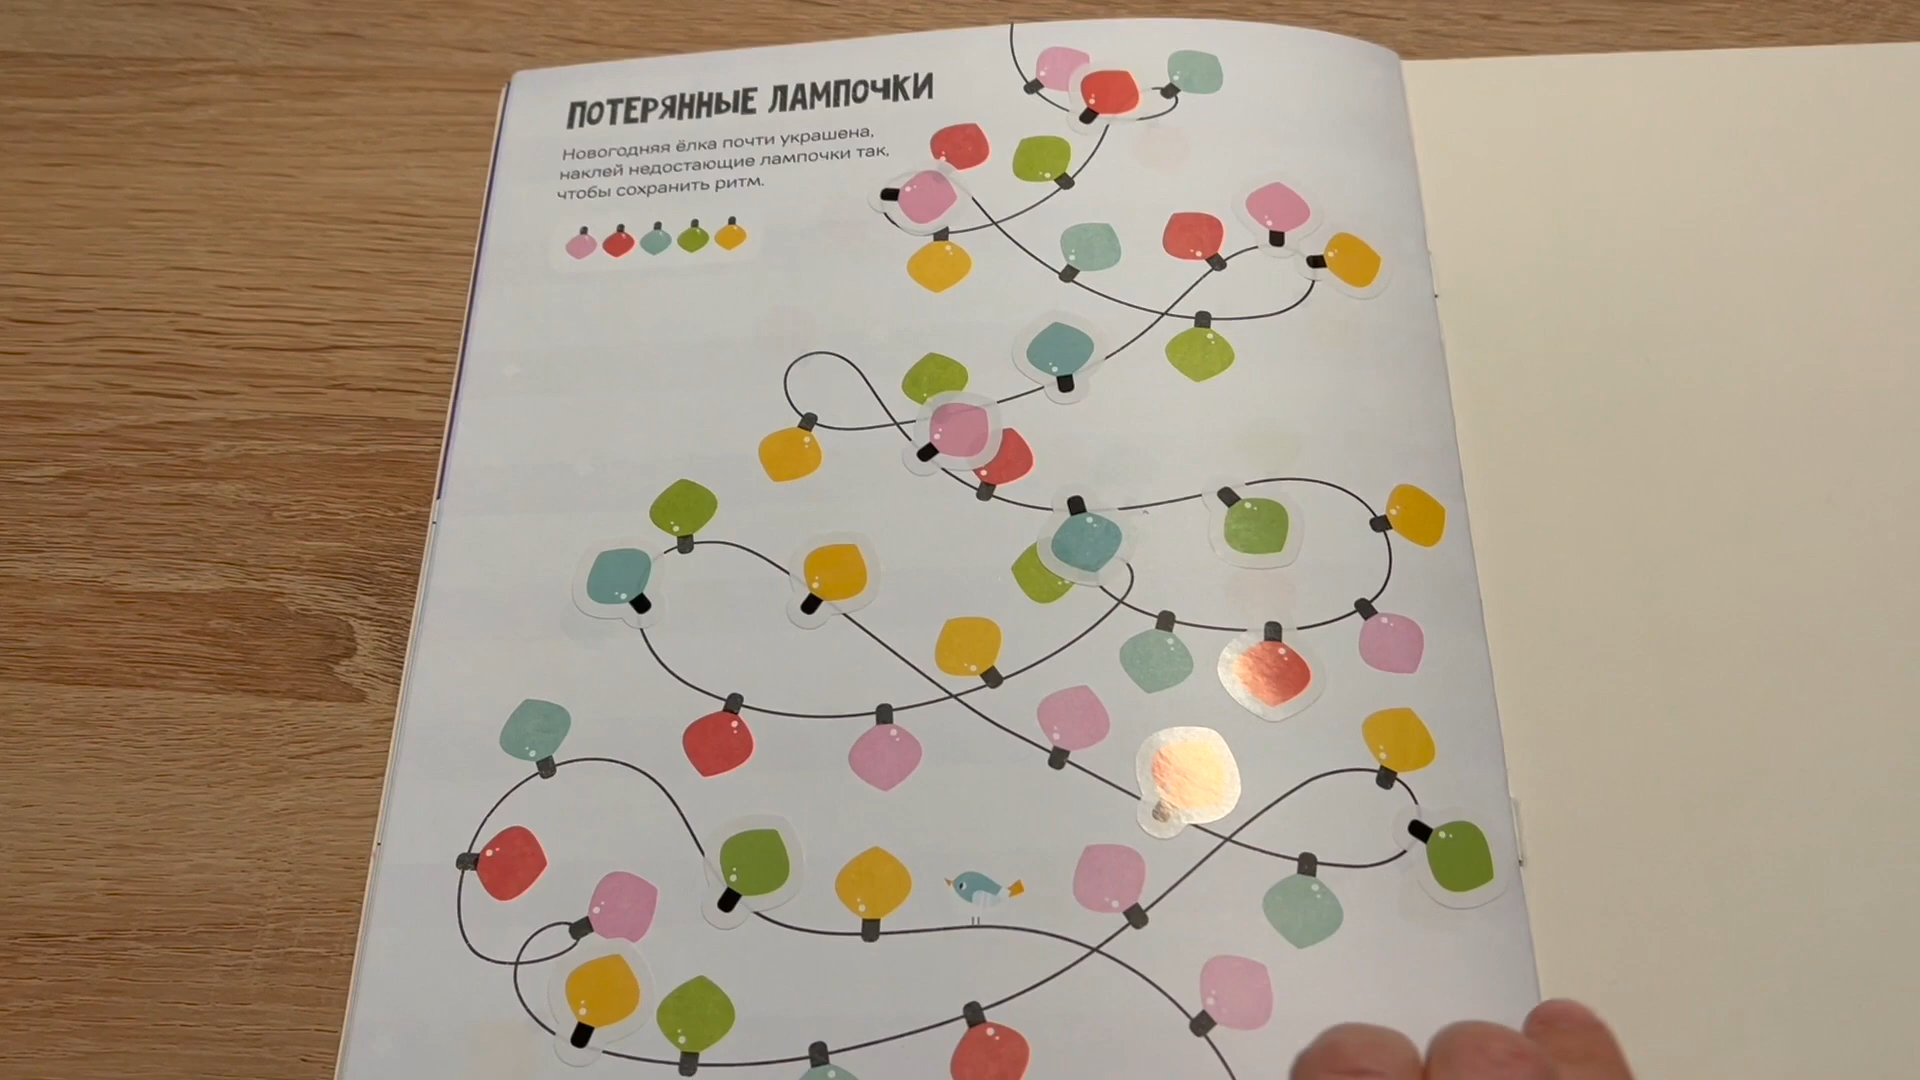 ПОТЕРЯННЫЕ ЛАМПОЧКИ
Новогодняя ёлка почти украшена,
наклей недостающие лампочки так,
чтобы сохранить ритм.